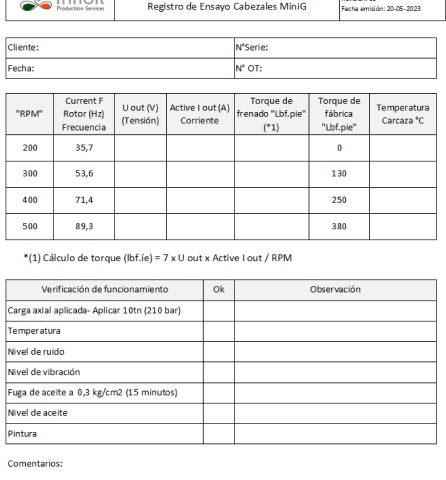 Production Services
Registro de Ensayo Cabezales MiniG
Fecha emisión: 20-05-2023
Cliente:
N°Serie:
Fecha:
N° OT:
"RPM"
Current F
Rotor (Hz)
Frecuencia
U out (V)
(Tensión)
Active I out (A)
Corriente
Torque de
frenado "Lbf.pie"
(*1)
Torque de
fábrica
"Lbf.pie"
Temperatura
Carcaza °C
200 35,7 0
300 53,6 130
400 71,4 250
500 89,3 380
*(1) Cálculo de torque (lbf.íe) = 7 x U out x Active I out / RPM
Verificación de funcionamiento Ok Observación
Carga axial aplicada- Aplicar 10tn (210 bar)
Temperatura
Nivel de ruido
Nivel de vibración
Fuga de aceite a 0,3 kg/cm2 (15 minutos)
Nivel de aceite
Pintura
Comentarios: